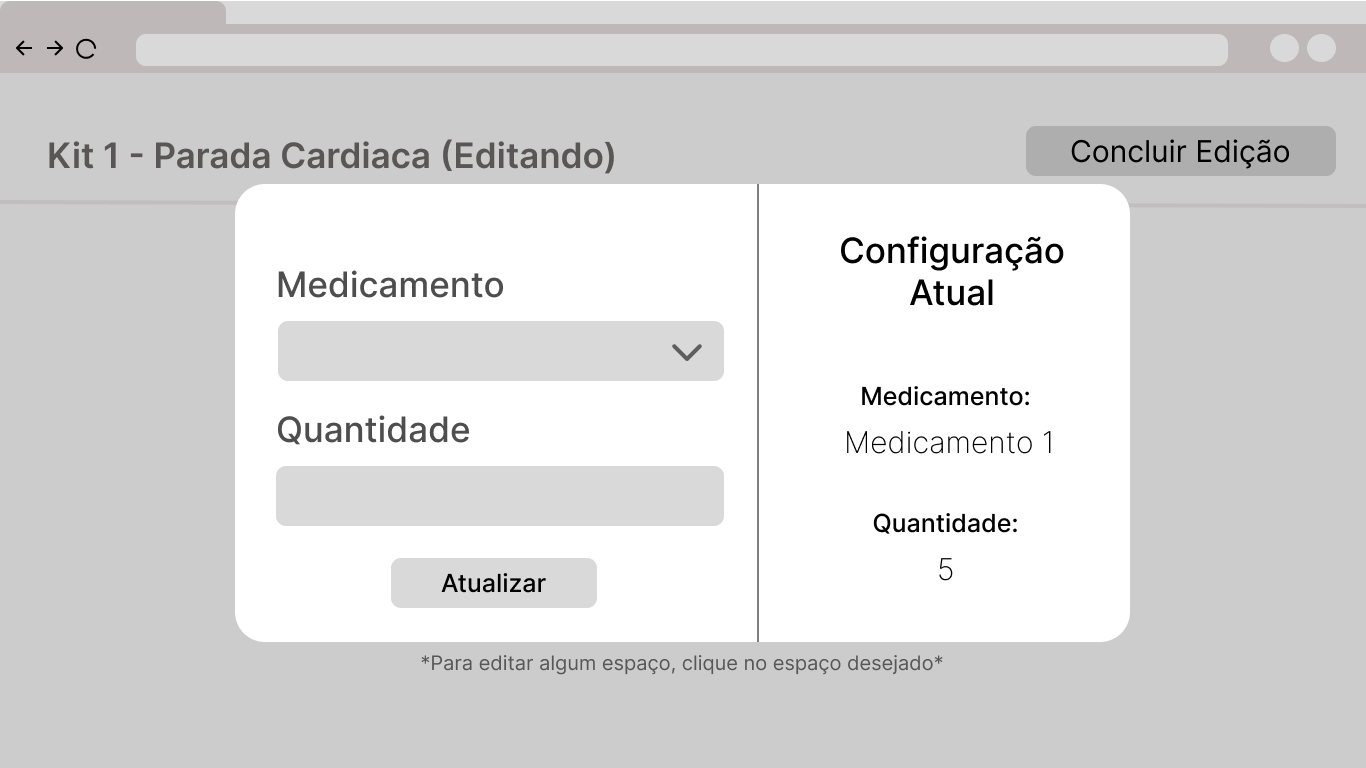 Kit 1 - Parada Cardiaca (Editando)
Concluir Edição
Medicamento
Quantidade
Atualizar
Configuração
Atual
Medicamento:
Medicamento 1
Quantidade:
5
*Para editar algum espaço, clique no espaço desejado*